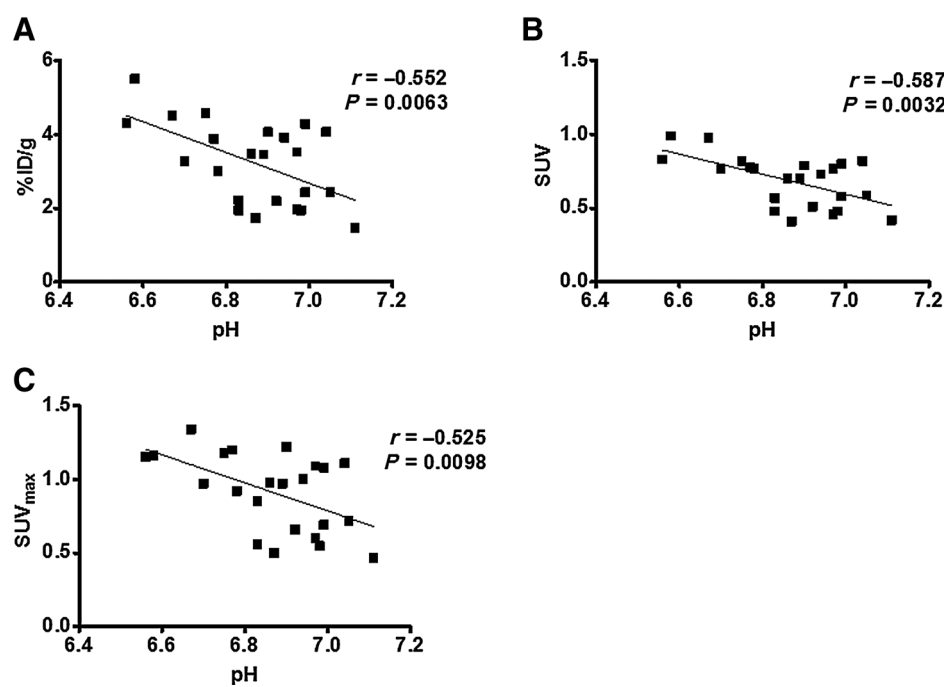 A
6
4
2
0
%ID/g
r = –0.552
P = 0.0063
6.4 6.6 6.8 7.0 7.2
pH
B
1.5
1.0
0.5
0.0
SUV
r = –0.587
P = 0.0032
6.4 6.6 6.8 7.0 7.2
pH
C
1.5
1.0
0.5
0.0
SUVmax
r = –0.525
P = 0.0098
6.4 6.6 6.8 7.0 7.2
pH